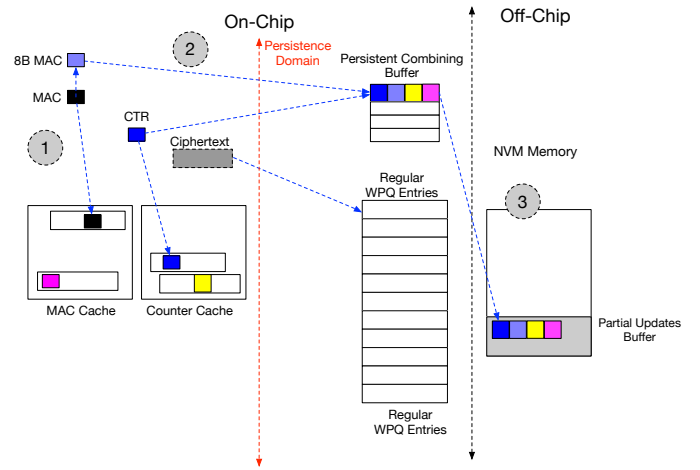 On-Chip
Off-Chip
2
Persistence
Domain
Persistent Combining
Buffer
8B MAC
MAC
CTR
1
Ciphertext
NVM Memory
Regular
WPQ Entries
3
MAC Cache
Counter Cache
Partial Updates
Buffer
Regular
WPQ Entries